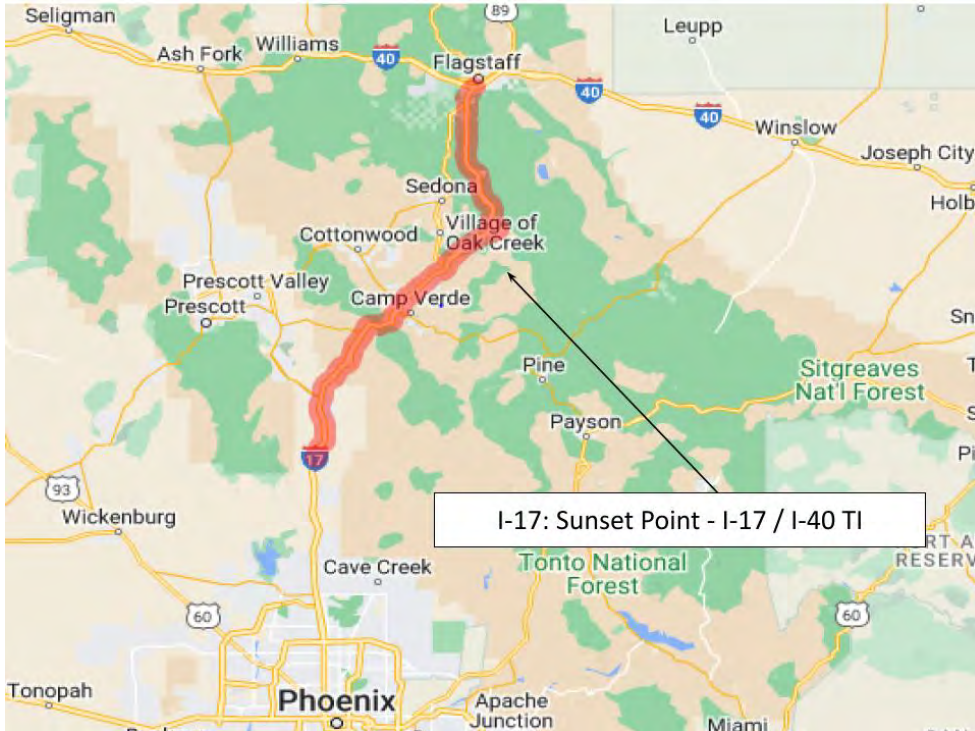 Seligman
89
Leupp
Ash Fork
Williams
40
Flagstaff
40
40
Winslow
Joseph City
Holb
Sedona
Village of
Oak Creek
Cottonwood
Prescott Valley
Prescott
Camp Verde
Sn
Pine
Sitgreaves
Nat'l Forest
Payson
17
93
I-17: Sunset Point - I-17 / I-40 TI
Wickenburg
RT A
RESERV
Cave Creek
Tonto National
Forest
60
60
Tonopah
Phoenix
Apache
Junction
Miami